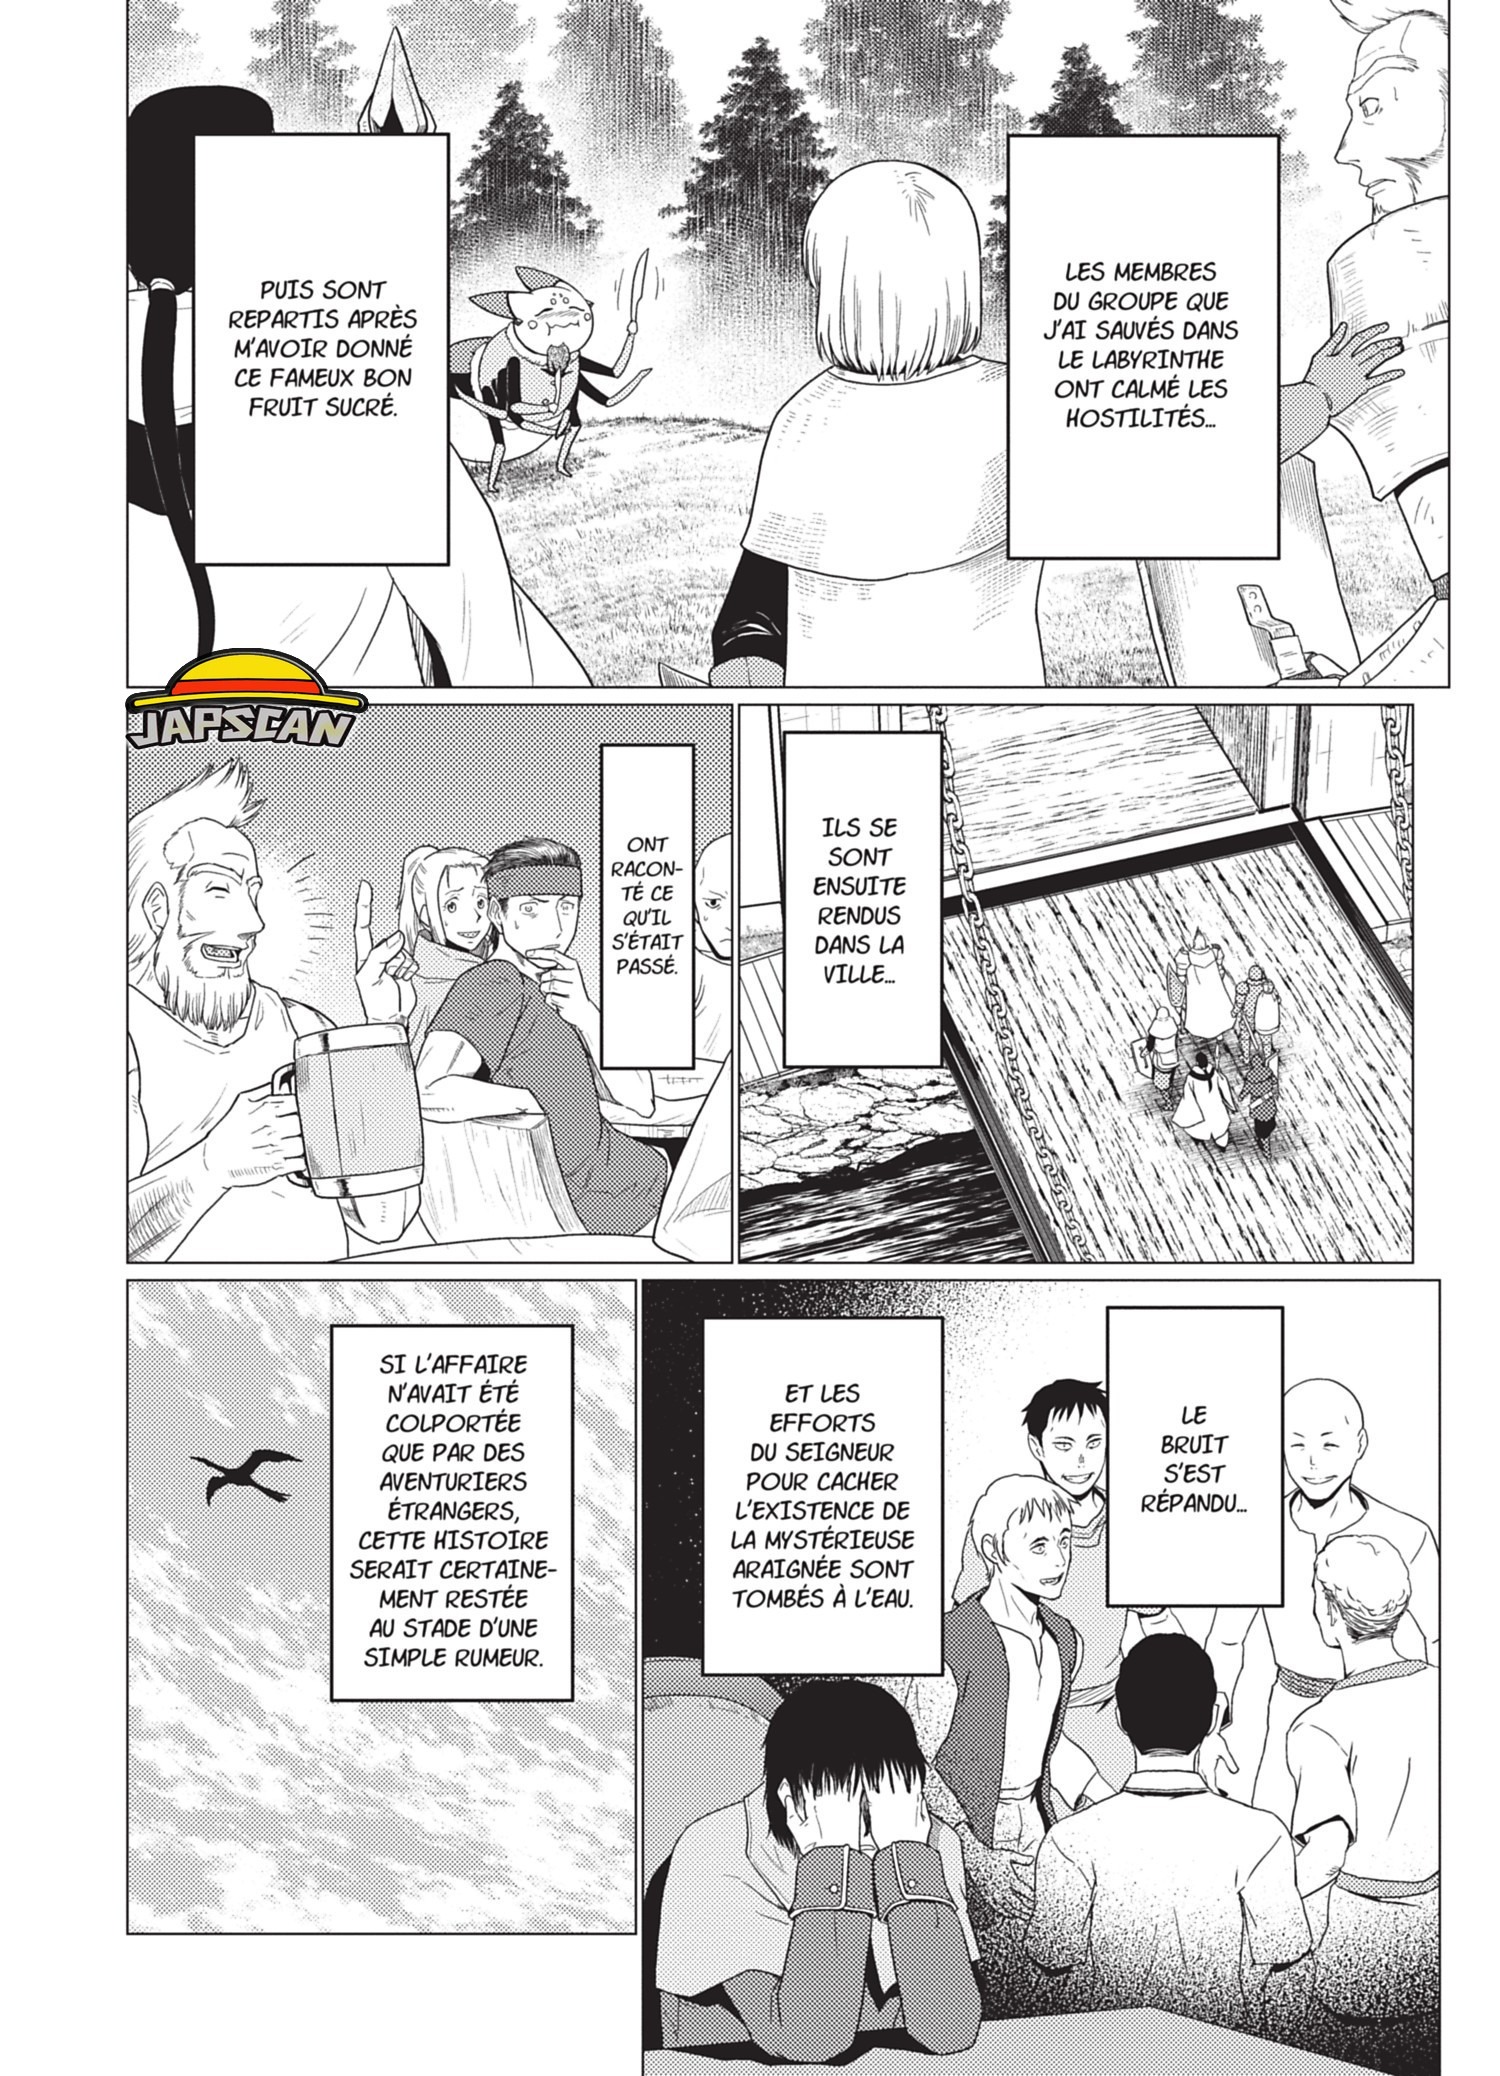 LES MEMBRES
DU GROUPE QUE
J'AI SAUVÉS DANS
LE LABYRINTHE
ONT CALMÉ LES
HOSTILITÉS...
PUIS SONT
REPARTIS APRÈS
M'AVOIR DONNÉ
CE FAMEUX BON
FRUIT SUCRÉ.
JAPSCAN
ILS SE
SONT
ENSUITE
RENDUS
DANS LA
VILLE...
ONT
RACON-
TÉ CE
QU'IL
S'ÉTAIT
PASSÉ.
LE
BRUIT
S'EST
RÉPANDU...
ET LES
EFFORTS
DU SEIGNEUR
POUR CACHER
L'EXISTENCE DE
LA MYSTÉRIEUSE
ARAIGNÉE SONT
TOMBÉS À L'EAU.
SI L'AFFAIRE
N'AVAIT ÉTÉ
COLPORTÉE
QUE PAR DES
AVENTURIERS
ÉTRANGERS,
CETTE HISTOIRE
SERAIT CERTAINE-
MENT RESTÉE
AU STADE D'UNE
SIMPLE RUMEUR.